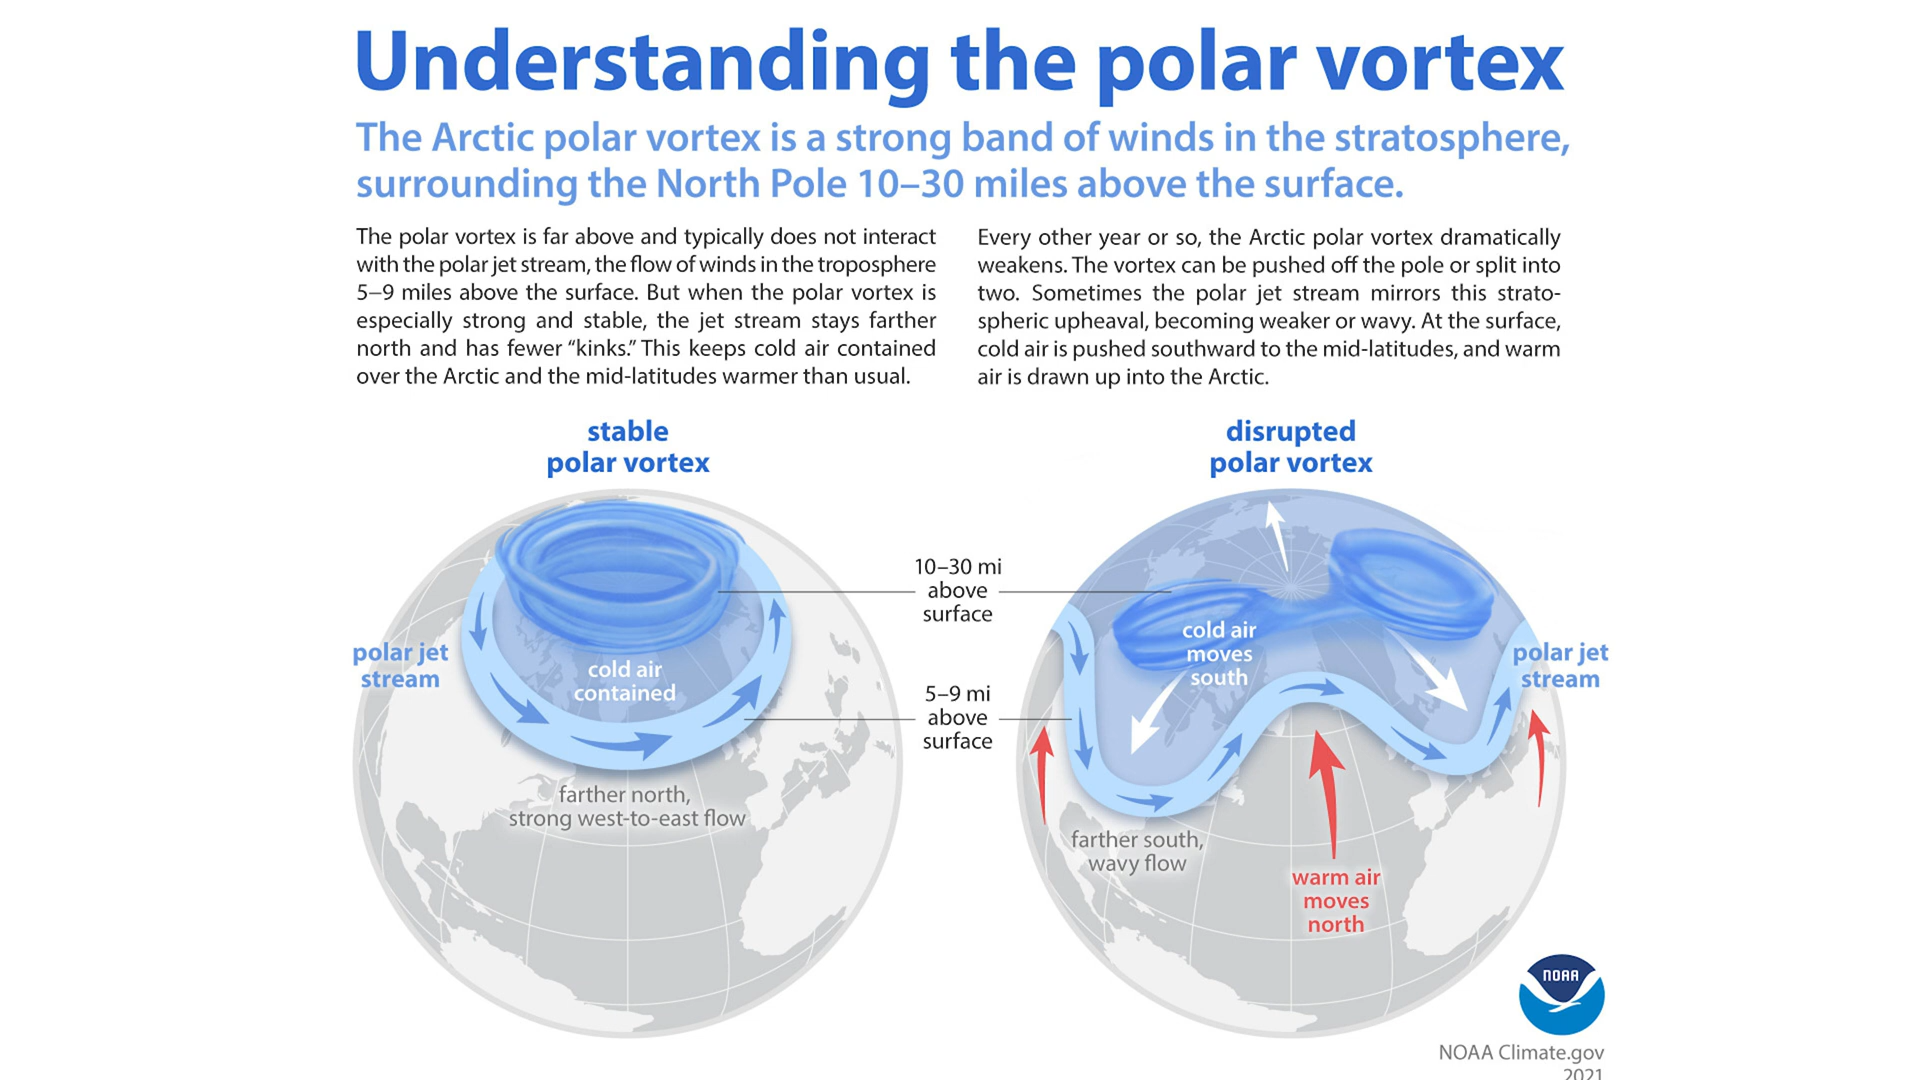 Understanding the polar vortex
The Arctic polar vortex is a strong band of winds in the stratosphere,
surrounding the North Pole 10–30 miles above the surface.
The polar vortex is far above and typically does not interact
with the polar jet stream, the flow of winds in the troposphere
5–9 miles above the surface. But when the polar vortex is
especially strong and stable, the jet stream stays farther
north and has fewer “kinks.” This keeps cold air contained
over the Arctic and the mid-latitudes warmer than usual.
Every other year or so, the Arctic polar vortex dramatically
weakens. The vortex can be pushed off the pole or split into
two. Sometimes the polar jet stream mirrors this strato-
spheric upheaval, becoming weaker or wavy. At the surface,
cold air is pushed southward to the mid-latitudes, and warm
air is drawn up into the Arctic.
stable
polar vortex
polar jet
stream
cold air
contained
farther north,
strong west-to-east flow
10–30 mi
above
surface
5–9 mi
above
surface
disrupted
polar vortex
cold air
moves
south
polar jet
stream
farther south,
wavy flow
warm air
moves
north
NOAA
NOAA Climate.gov
2021